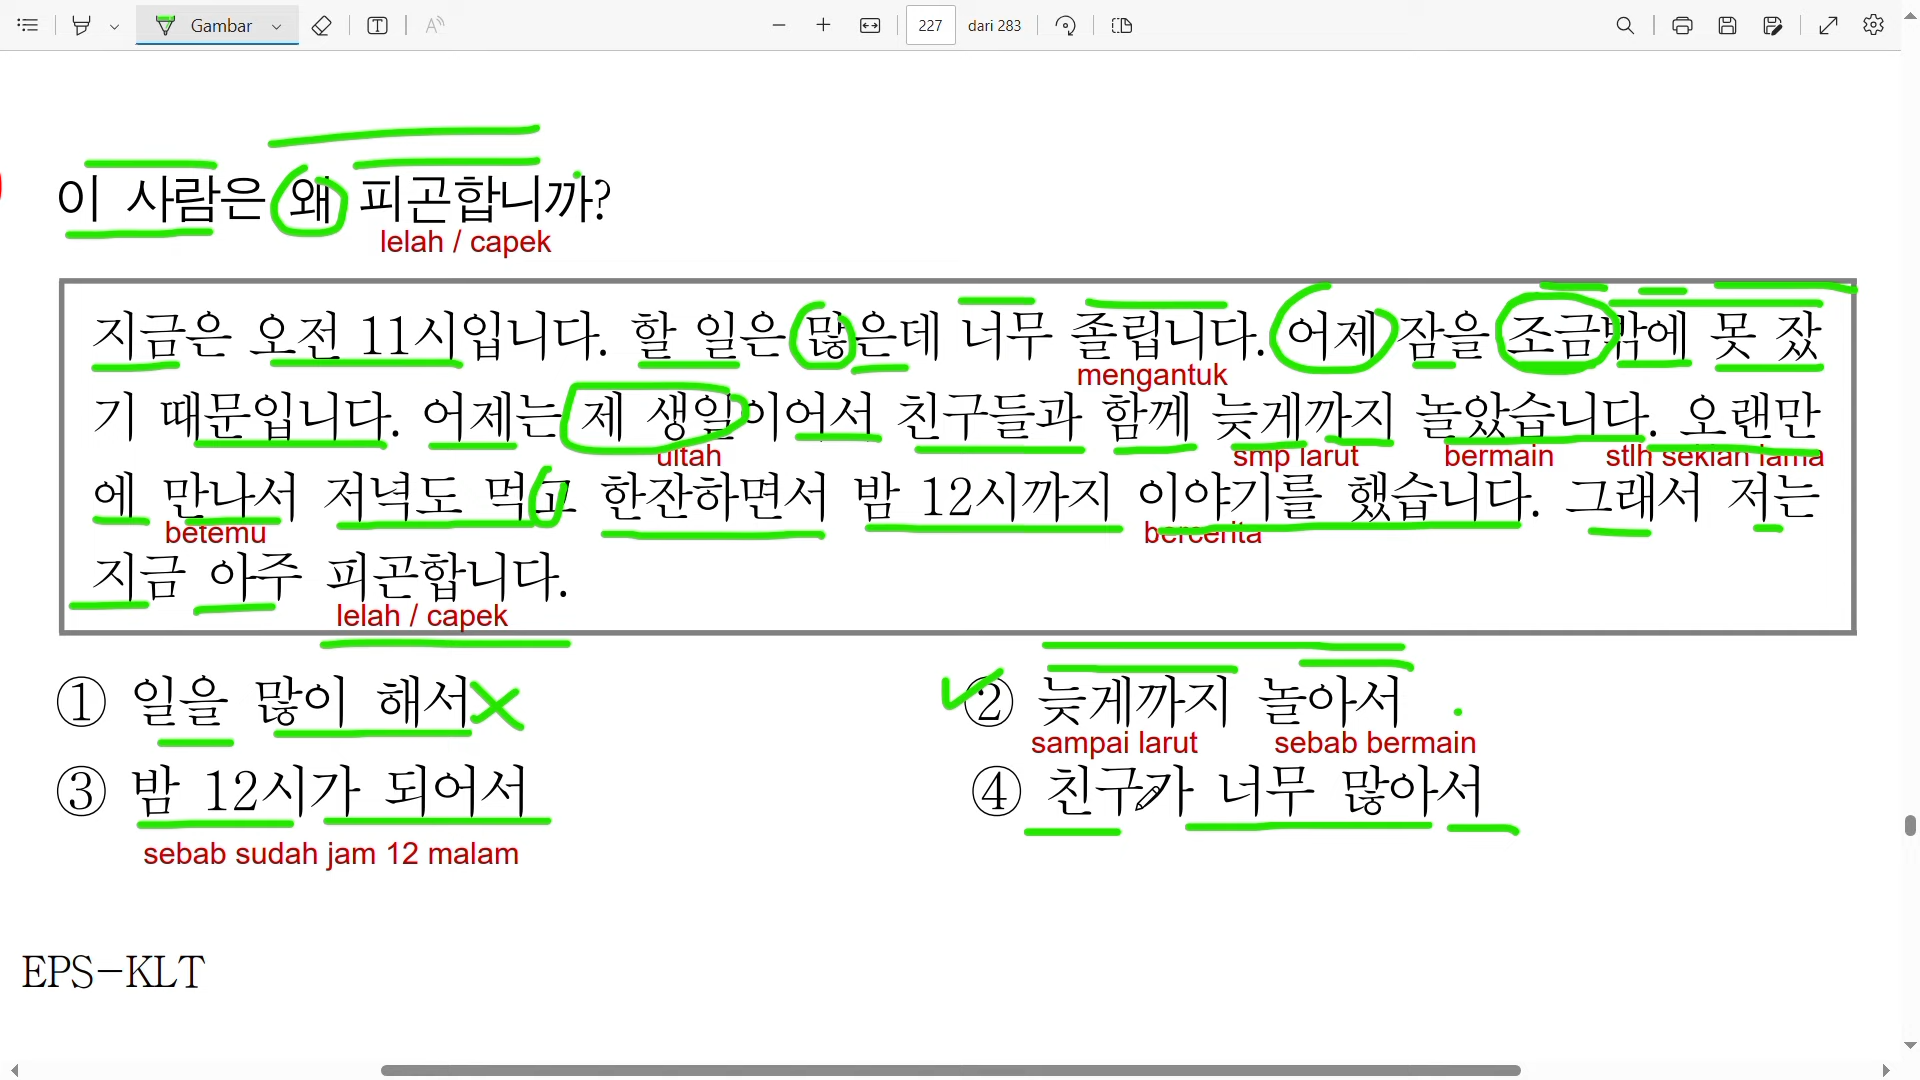 Gambar
227 dari 283
이 사람은 왜 피곤합니까?
lelah / capek
지금은 오전 11시입니다. 할 일은 많은데 너무 졸립니다. 어제 잠을 조금밖에 못 잤
mengantuk
기 때문입니다. 어제는 제 생일이어서 친구들과 함께 늦게까지 놀았습니다. 오랜만
ultah smp larut bermain stlh sekian lama
에 만나서 저녁도 먹고 한잔하면서 밤 12시까지 이야기를 했습니다. 그래서 저는
betemu bercerita
지금 아주 피곤합니다.
lelah / capek
① 일을 많이 해서 ② 늦게까지 놀아서
sampai larut sebab bermain
③ 밤 12시가 되어서 ④ 친구가 너무 많아서
sebab sudah jam 12 malam
EPS-KLT